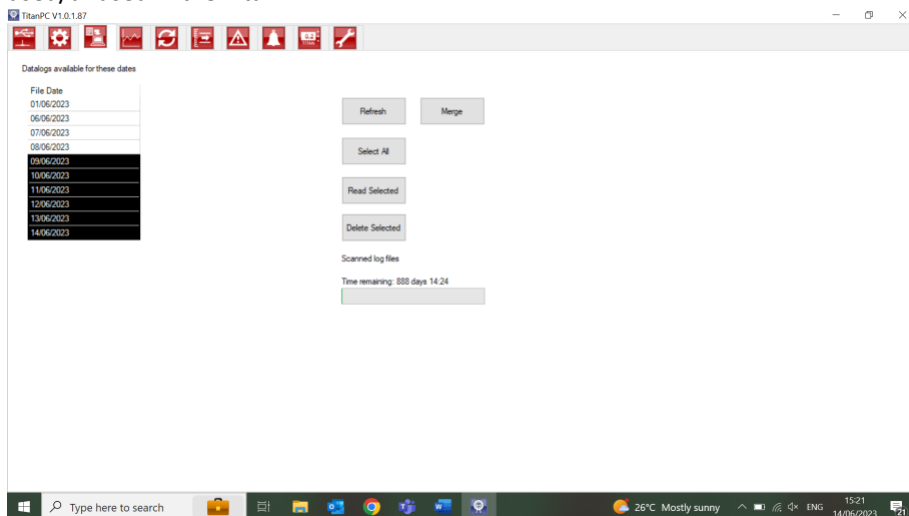 TitanPC V1.0.1.87
Datalogs available for these dates
File Date
01/06/2023
06/06/2023
07/06/2023
08/06/2023
09/06/2023
10/06/2023
11/06/2023
12/06/2023
13/06/2023
14/06/2023
Refresh
Merge
Select All
Read Selected
Delete Selected
Scanned log files
Time remaining: 888 days 14:24
Type here to search
26°C Mostly sunny
ENG
15:21
14/06/2023
21